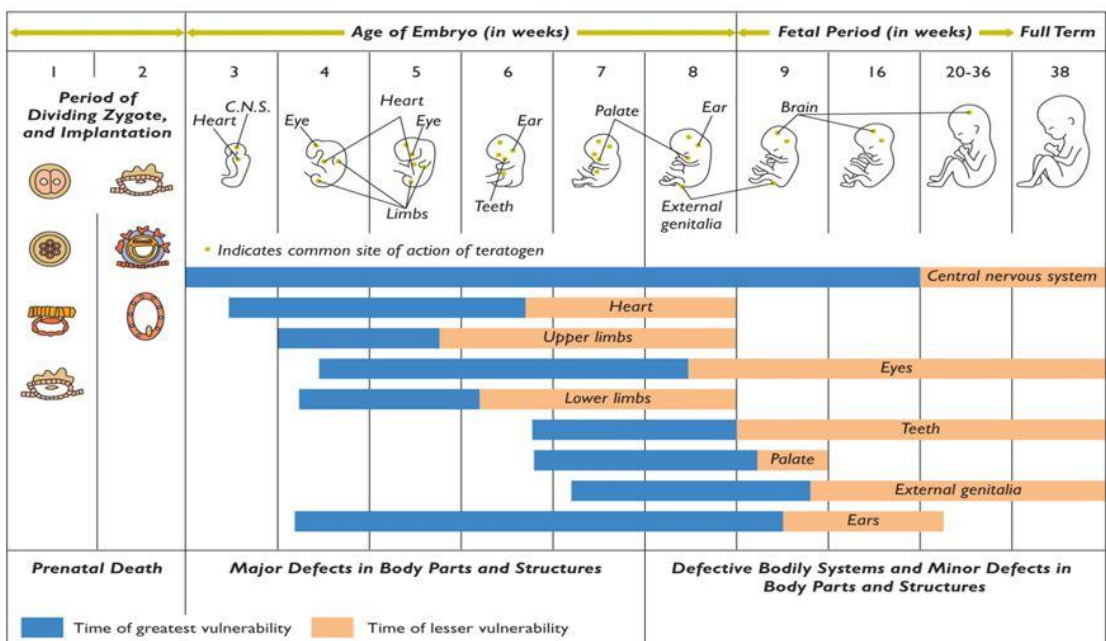 Age of Embryo (in weeks)
Fetal Period (in weeks)
Full Term
1
2
3
4
5
6
7
8
9
16
20-36
38
Period of
Dividing Zygote,
and Implantation
C.N.S.
Heart
Eye
Heart
Eye
Limbs
Ear
Teeth
Palate
Ear
External
genitalia
Brain
Indicates common site of action of teratogen
Central nervous system
Heart
Upper limbs
Eyes
Lower limbs
Teeth
Palate
External genitalia
Ears
Prenatal Death
Major Defects in Body Parts and Structures
Defective Bodily Systems and Minor Defects in
Body Parts and Structures
Time of greatest vulnerability
Time of lesser vulnerability